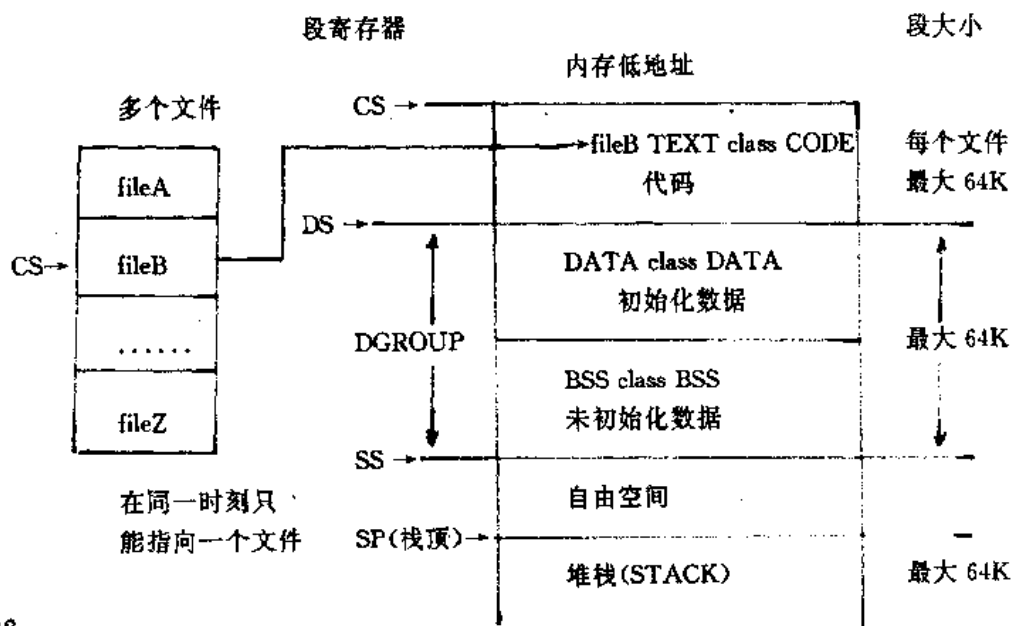 段寄存器
段大小
内存低地址
多个文件
CS→
fileB TEXT class CODE
代码
每个文件
最大 64K
fileA
DS→
CS→
fileB
DATA class DATA
初始化数据
DGROUP
最大 64K
......
BSS class BSS
未初始化数据
fileZ
SS→
在同一时刻只
能指向一个文件
自由空间
SP(栈顶)→
堆栈(STACK)
最大 64K